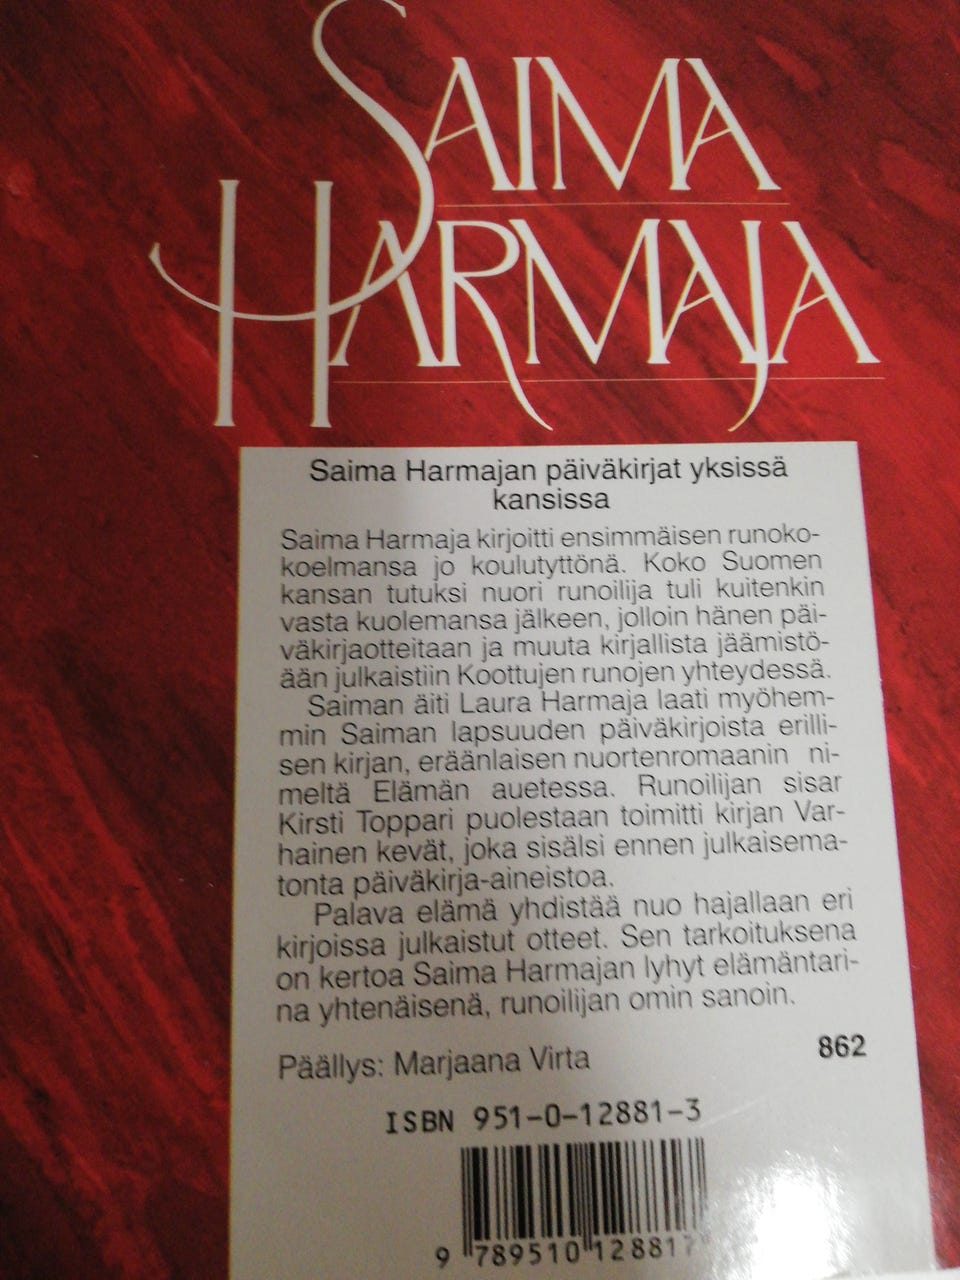 SAIMA
HARMAJA
Saima Harmajan päiväkirjat yksissä
kansissa
Saima Harmaja kirjoitti ensimmäisen runoko-
koelmansa jo koulutyttönä. Koko Suomen
kansan tutuksi nuori runoilija tuli kuitenkin
vasta kuolemansa jälkeen, jolloin hänen päi-
väkirjaotteitaan ja muuta kirjallista jäämistö-
ään julkaistiin Koottujen runojen yhteydessä.
Saiman äiti Laura Harmaja laati myöhem-
min Saiman lapsuuden päiväkirjoista erilli-
sen kirjan, eräänlaisen nuortenromaanin ni-
meltä Elämän auetessa. Runoilijan sisar
Kirsti Toppari puolestaan toimitti kirjan Var-
hainen kevät, joka sisälsi ennen julkaisema-
tonta päiväkirja-aineistoa.
Palava elämä yhdistää nuo hajallaan eri
kirjoissa julkaistut otteet. Sen tarkoituksena
on kertoa Saima Harmajan lyhyt elämäntari-
na yhtenäisenä, runoilijan omin sanoin.
Päällys: Marjaana Virta
862
ISBN 951-0-12881-3
9 789510 128817